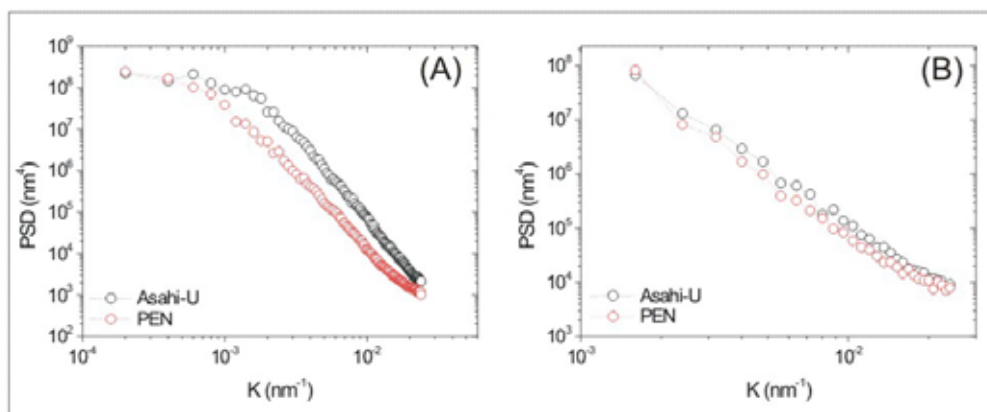 (A)
PSD (nm⁴)
10⁹
10⁸
10⁷
10⁶
10⁵
10⁴
10³
10²
Asahi-U
PEN
10⁻⁴
10⁻³
10⁻²
K (nm⁻¹)
(B)
PSD (nm⁴)
10⁸
10⁷
10⁶
10⁵
10⁴
10³
Asahi-U
PEN
10⁻³
10⁻²
K (nm⁻¹)